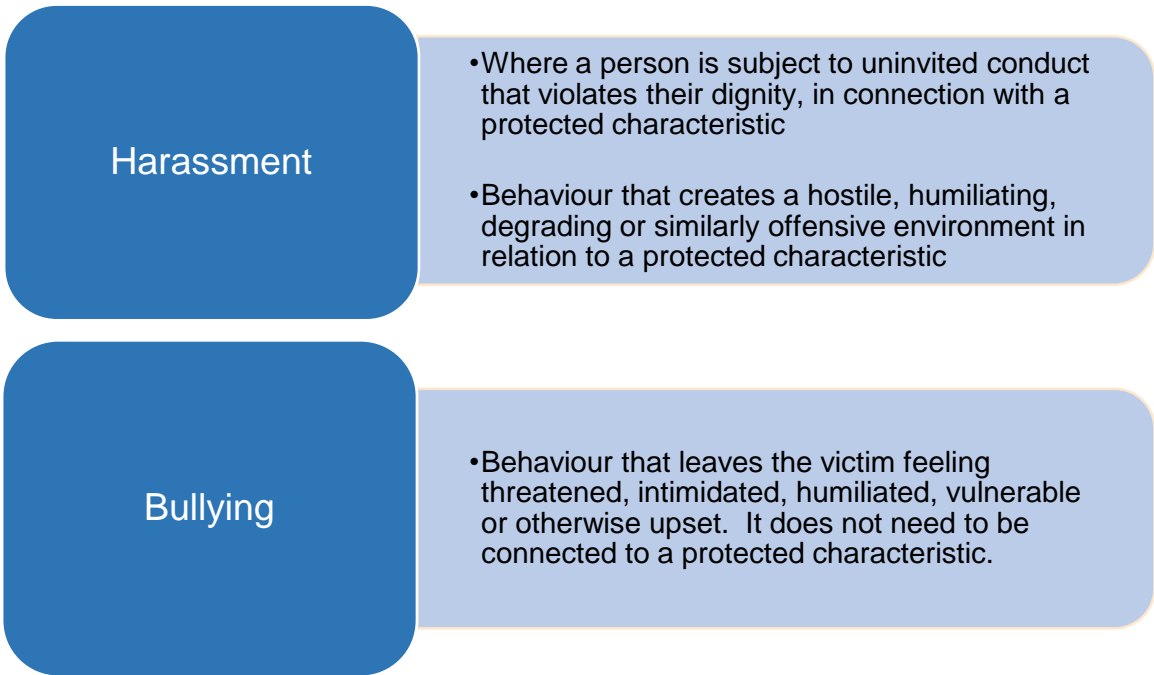 Harassment
•Where a person is subject to uninvited conduct
that violates their dignity, in connection with a
protected characteristic
•Behaviour that creates a hostile, humiliating,
degrading or similarly offensive environment in
relation to a protected characteristic
Bullying
•Behaviour that leaves the victim feeling
threatened, intimidated, humiliated, vulnerable
or otherwise upset.  It does not need to be
connected to a protected characteristic.